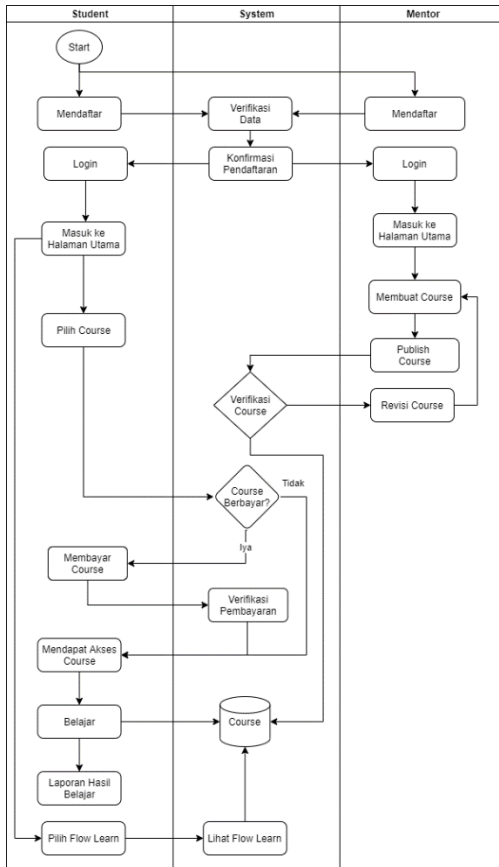 Student
System
Mentor
Start
Mendaftar
Verifikasi
Data
Mendaftar
Login
Konfirmasi
Pendaftaran
Login
Masuk ke
Halaman Utama
Masuk ke
Halaman Utama
Membuat Course
Pilih Course
Publish
Course
Verifikasi
Course
Revisi Course
Course
Berbayar?
Tidak
Iya
Membayar
Course
Verifikasi
Pembayaran
Mendapat Akses
Course
Belajar
Course
Laporan Hasil
Belajar
Pilih Flow Learn
Lihat Flow Learn